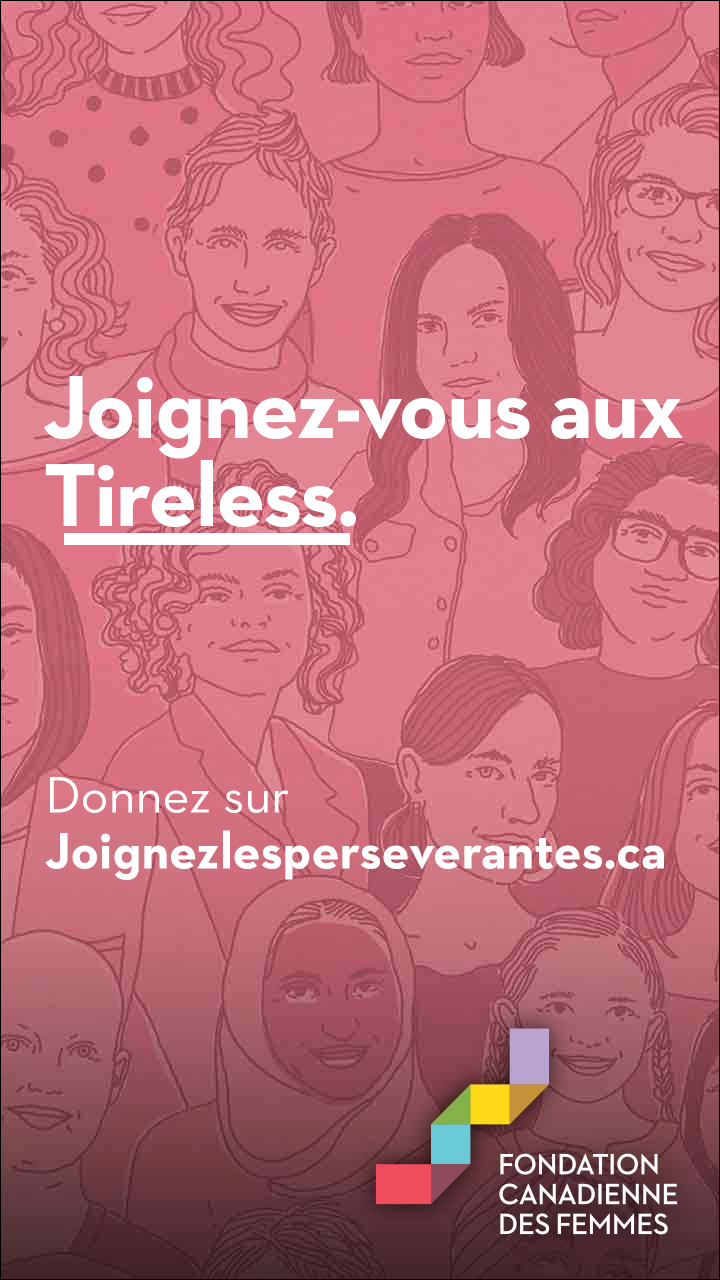 Joignez-vous aux
Tireless.
Donnez sur
Joignezlesperseverantes.ca
FONDATION
CANADIENNE
DES FEMMES